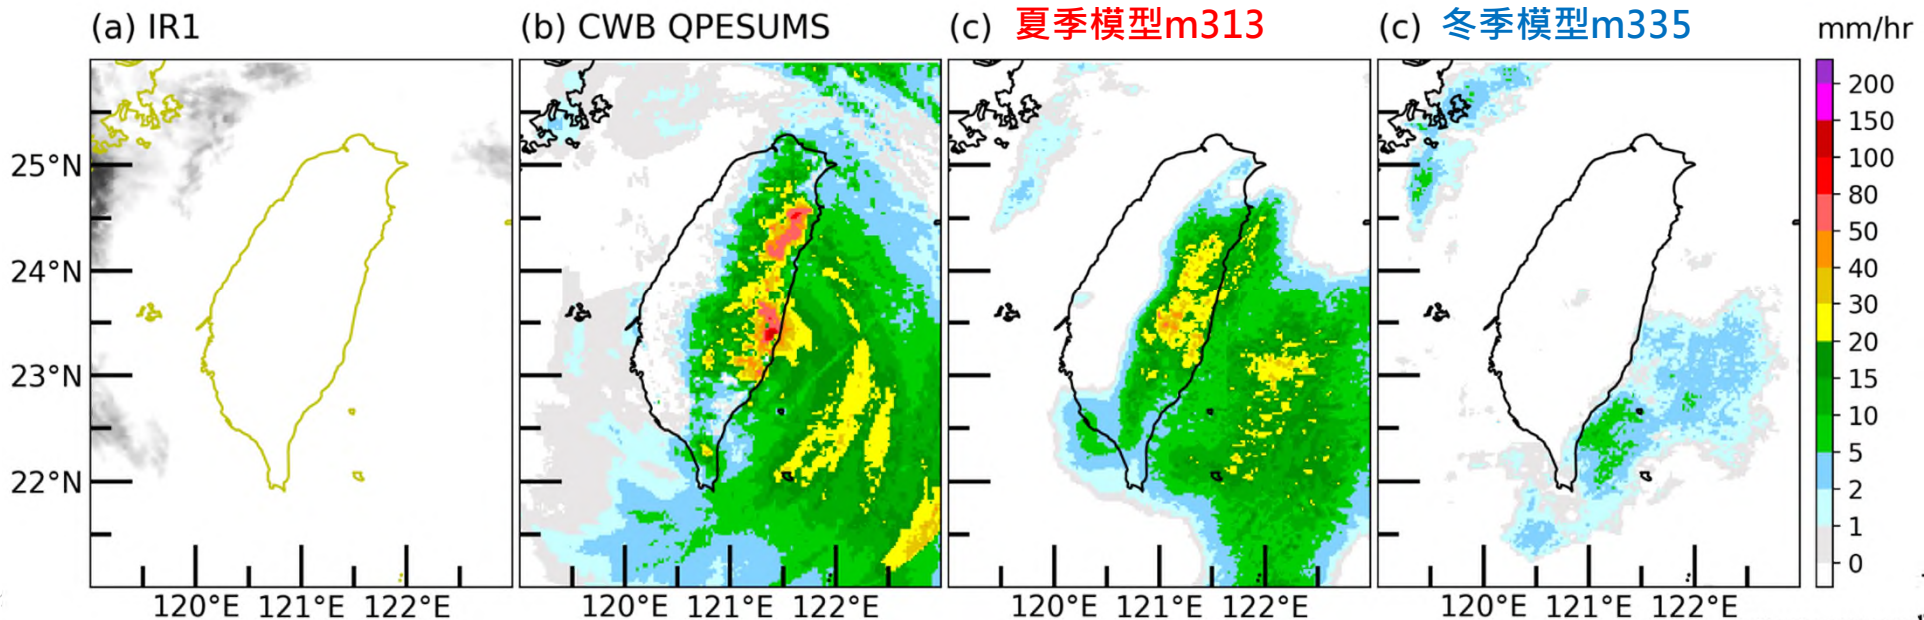 (a) IR1
(b) CWB QPESUMS
(c) 夏季模型m313
(c) 冬季模型m335
mm/hr
200
150
100
80
50
40
30
20
15
10
5
2
1
0
25°N
24°N
23°N
22°N
120°E 121°E 122°E
120°E 121°E 122°E
120°E 121°E 122°E
120°E 121°E 122°E